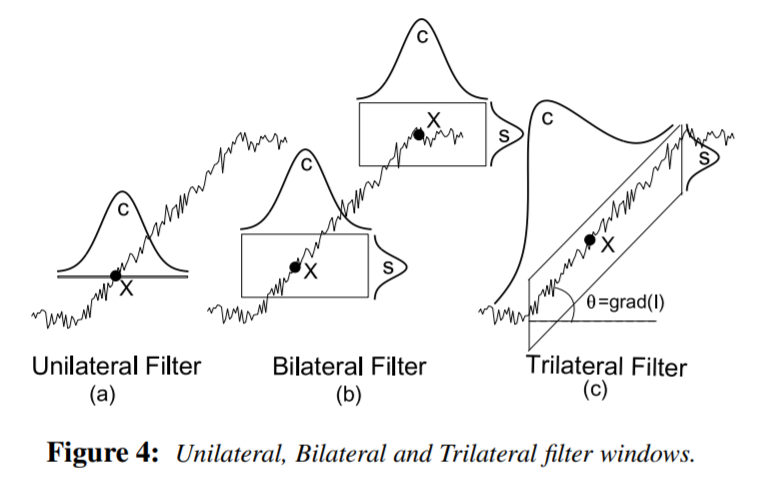 C
X
Unilateral Filter
(a)
C
X
S
C
X
S
Bilateral Filter
(b)
C
X
S
θ=grad(I)
Trilateral Filter
(c)
Figure 4: Unilateral, Bilateral and Trilateral filter windows.